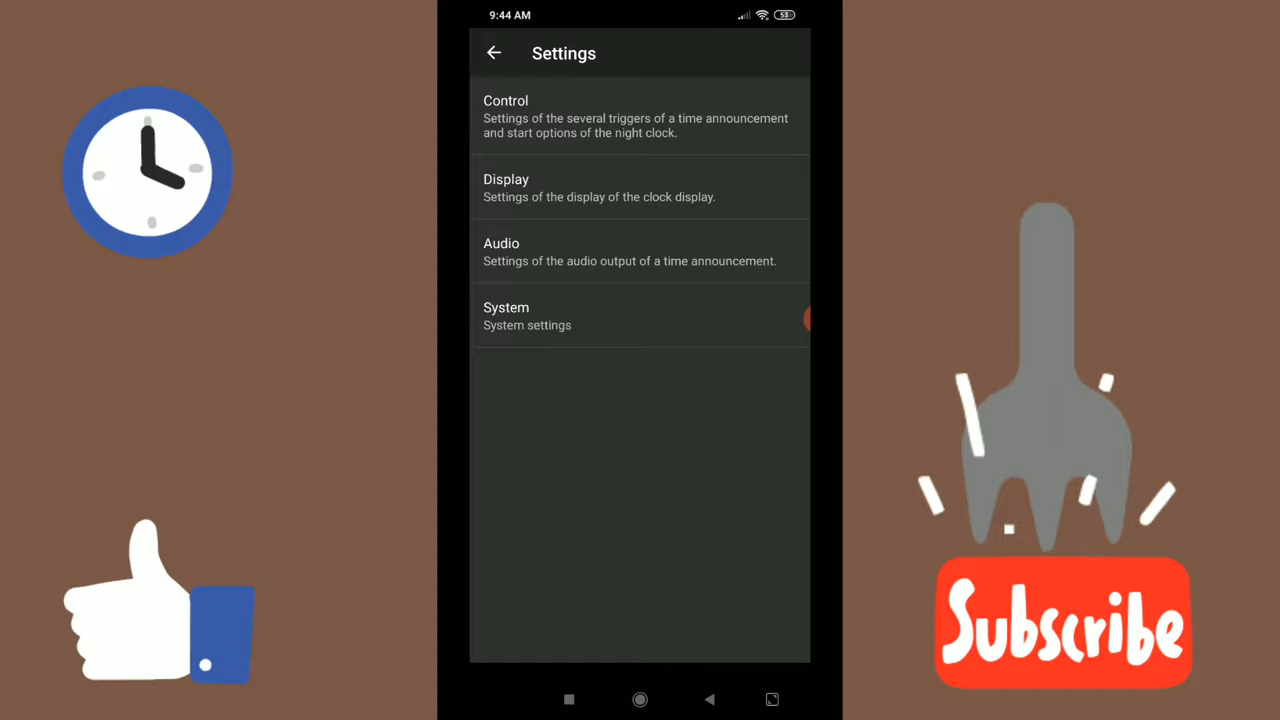 9:44 AM
53
Settings
Control
Settings of the several triggers of a time announcement
and start options of the night clock.
Display
Settings of the display of the clock display.
Audio
Settings of the audio output of a time announcement.
System
System settings
Subscribe